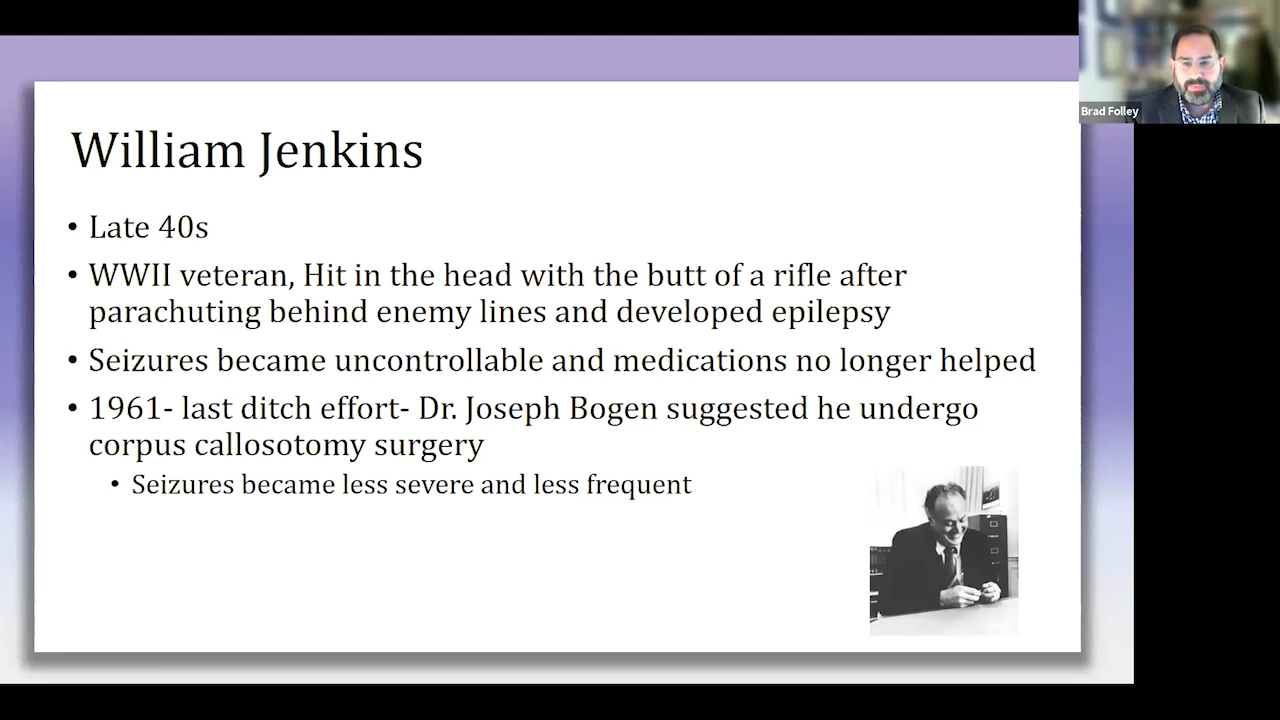 Brad Folley
William Jenkins
• Late 40s
• WWII veteran, Hit in the head with the butt of a rifle after
parachuting behind enemy lines and developed epilepsy
• Seizures became uncontrollable and medications no longer helped
• 1961- last ditch effort- Dr. Joseph Bogen suggested he undergo
corpus callosotomy surgery
• Seizures became less severe and less frequent